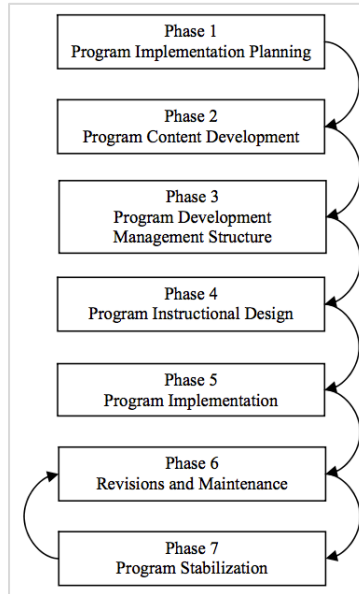 Phase 1
Program Implementation Planning
Phase 2
Program Content Development
Phase 3
Program Development
Management Structure
Phase 4
Program Instructional Design
Phase 5
Program Implementation
Phase 6
Revisions and Maintenance
Phase 7
Program Stabilization